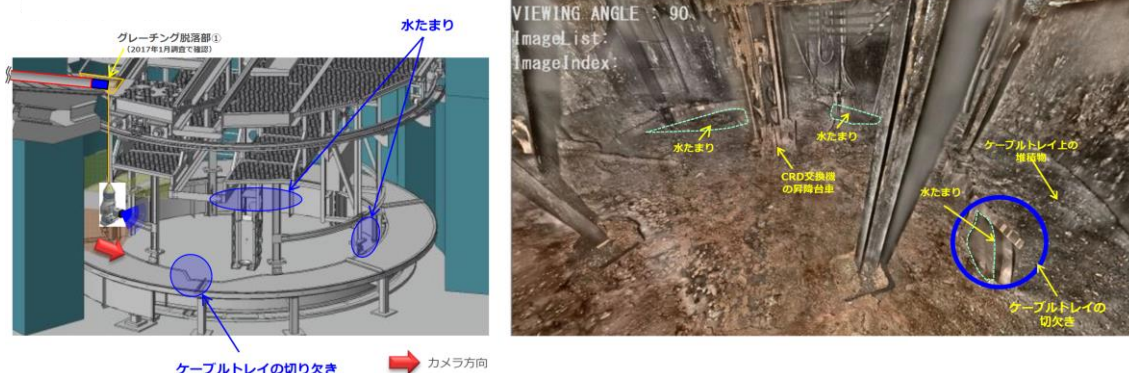 グレーチング脱落部①
(2017年1月調査で確認)
水たまり
ケーブルトレイの切り欠き
カメラ方向
VIEWING ANGLE : 90.
ImageList:
ImageIndex:
水たまり
水たまり
CRD交換機
の昇降台車
ケーブルトレイ上の
堆積物
水たまり
ケーブルトレイの
切欠き